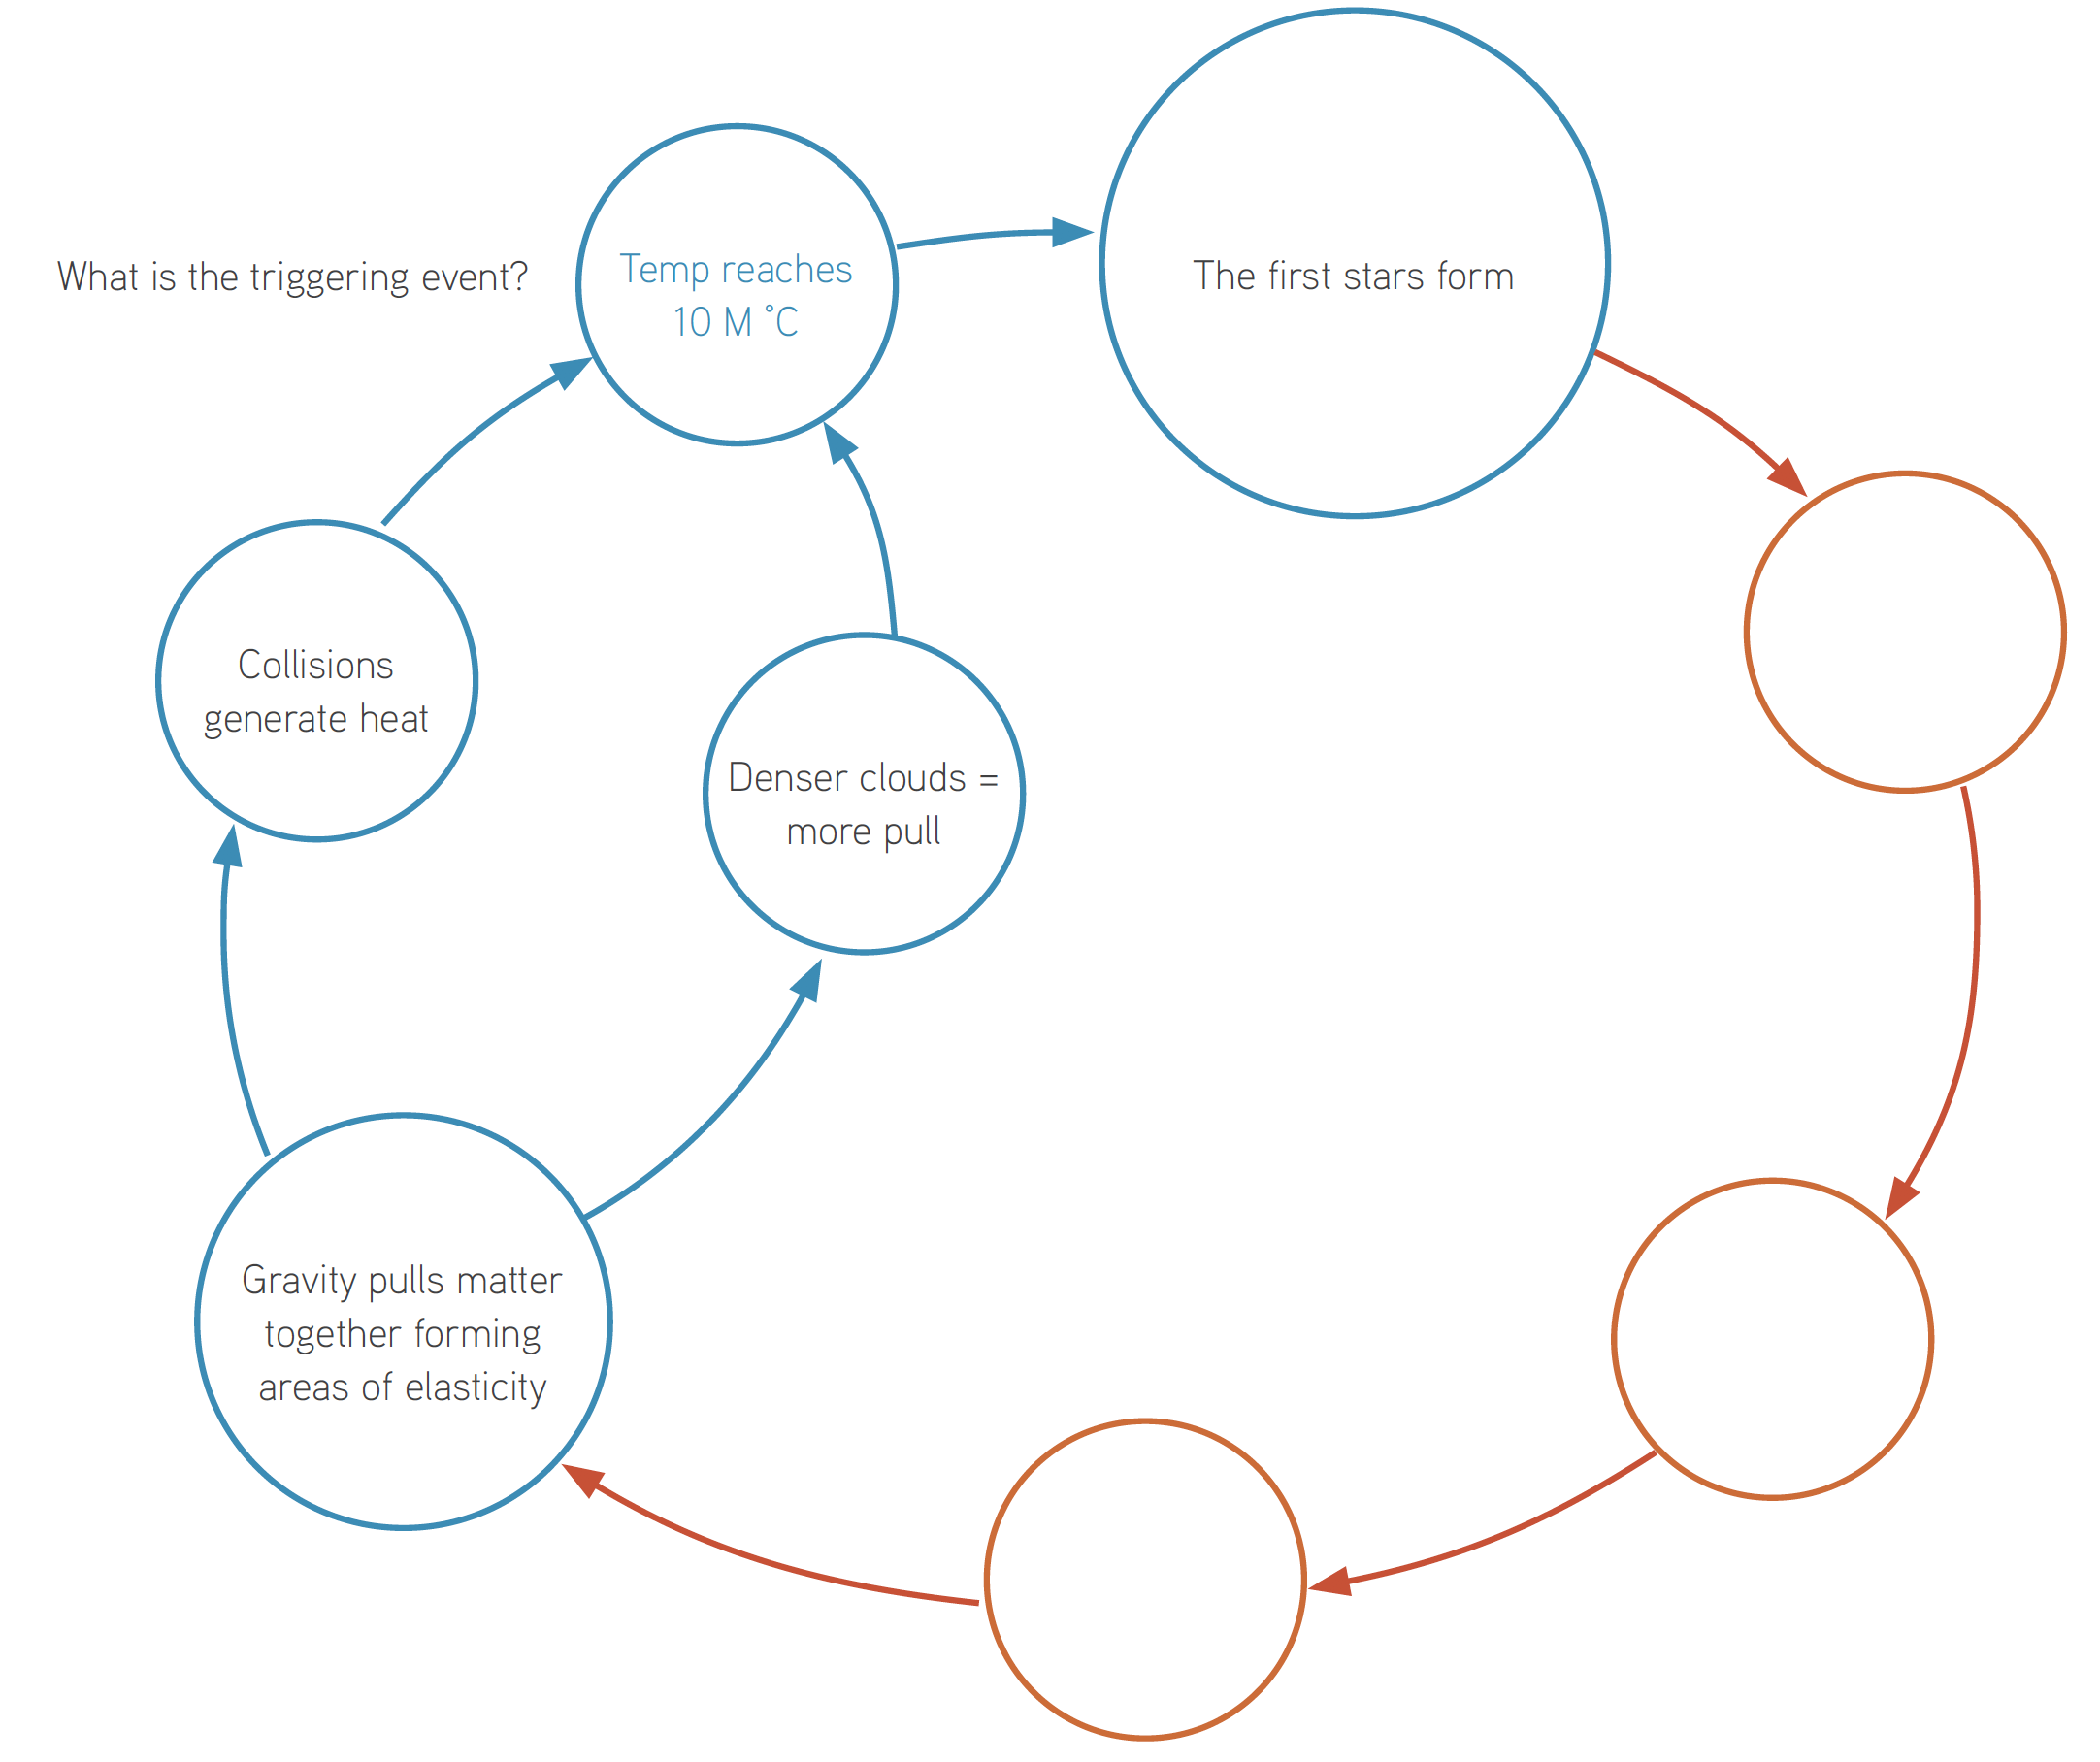 What is the triggering event?
Temp reaches
10 M °C
The first stars form
Collisions
generate heat
Denser clouds =
more pull
Gravity pulls matter
together forming
areas of elasticity